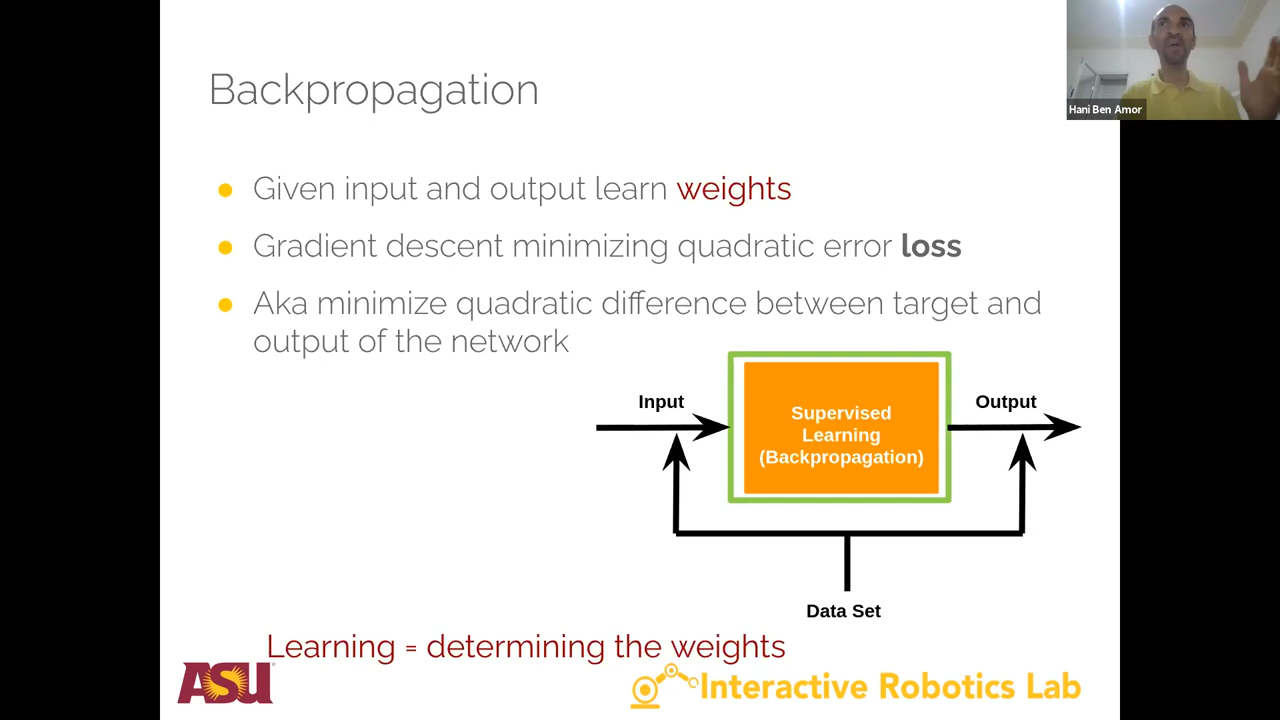 Hani Ben Amor
Backpropagation
Given input and output learn weights
Gradient descent minimizing quadratic error loss
Aka minimize quadratic difference between target and
output of the network
Input
Output
Supervised
Learning
(Backpropagation)
Data Set
Learning = determining the weights
ASU
Interactive Robotics Lab